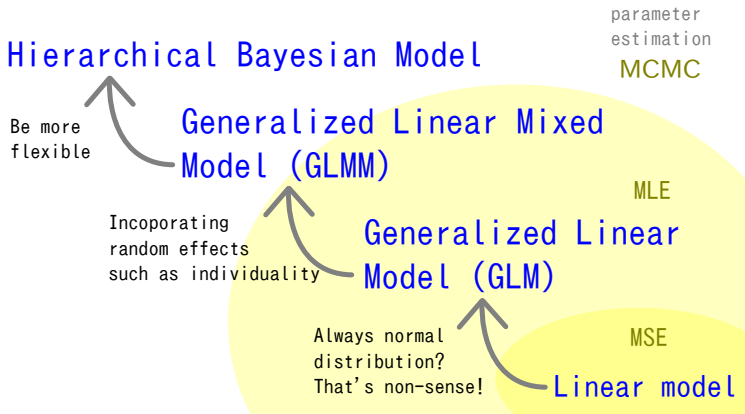 parameter
estimation
MCMC
Hierarchical Bayesian Model
Be more
flexible
Generalized Linear Mixed
Model (GLMM)
MLE
Incoporating
random effects
such as individuality
Generalized Linear
Model (GLM)
Always normal
distribution?
That's non-sense!
MSE
Linear model